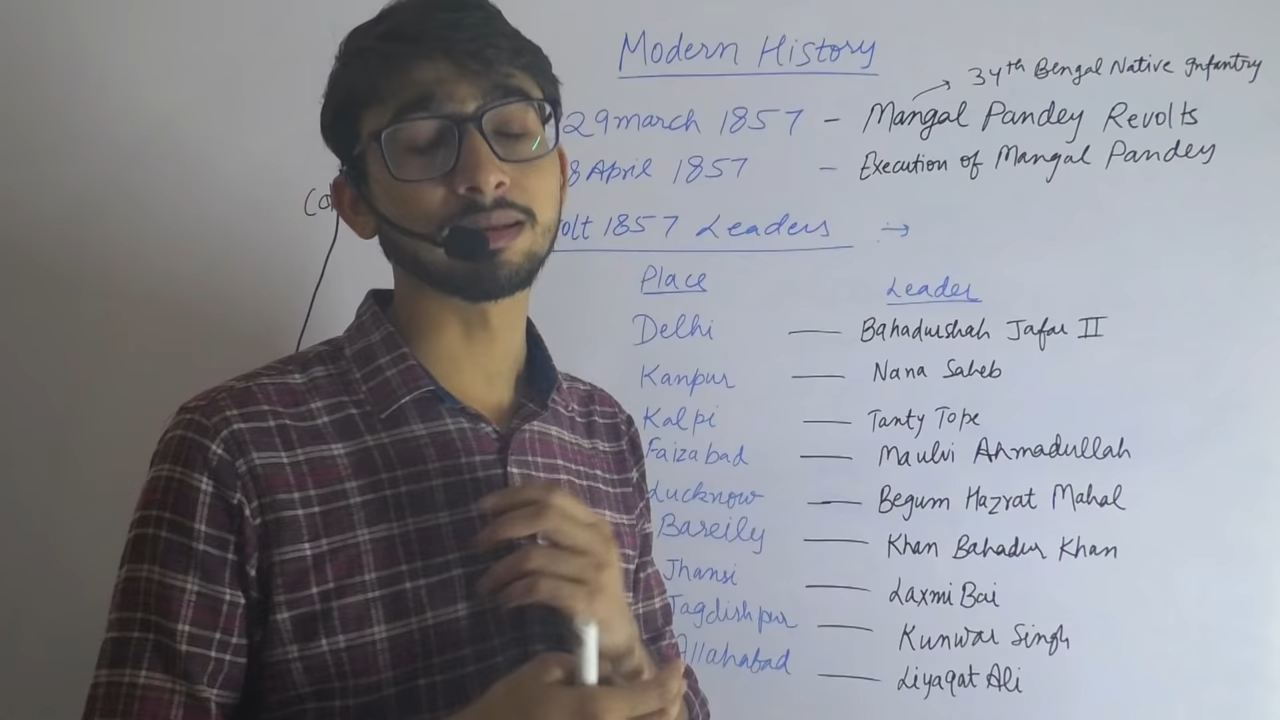 Modern History
34th Bengal Native Infantry
29 march 1857 - Mangal Pandey Revolts
8 April 1857 - Execution of Mangal Pandey
1857 Leaders →
Place Leader
Delhi — Bahadurshah Jafar II
Kanpur — Nana Saheb
Kalpi — Tanty Tope
Faizabad — Maulvi Ahmadullah
Lucknow — Begum Hazrat Mahal
Bareily — Khan Bahadur Khan
Jhansi — Laxmi Bai
Jagdishpur — Kunwar Singh
Allahabad — Liyaqat Ali